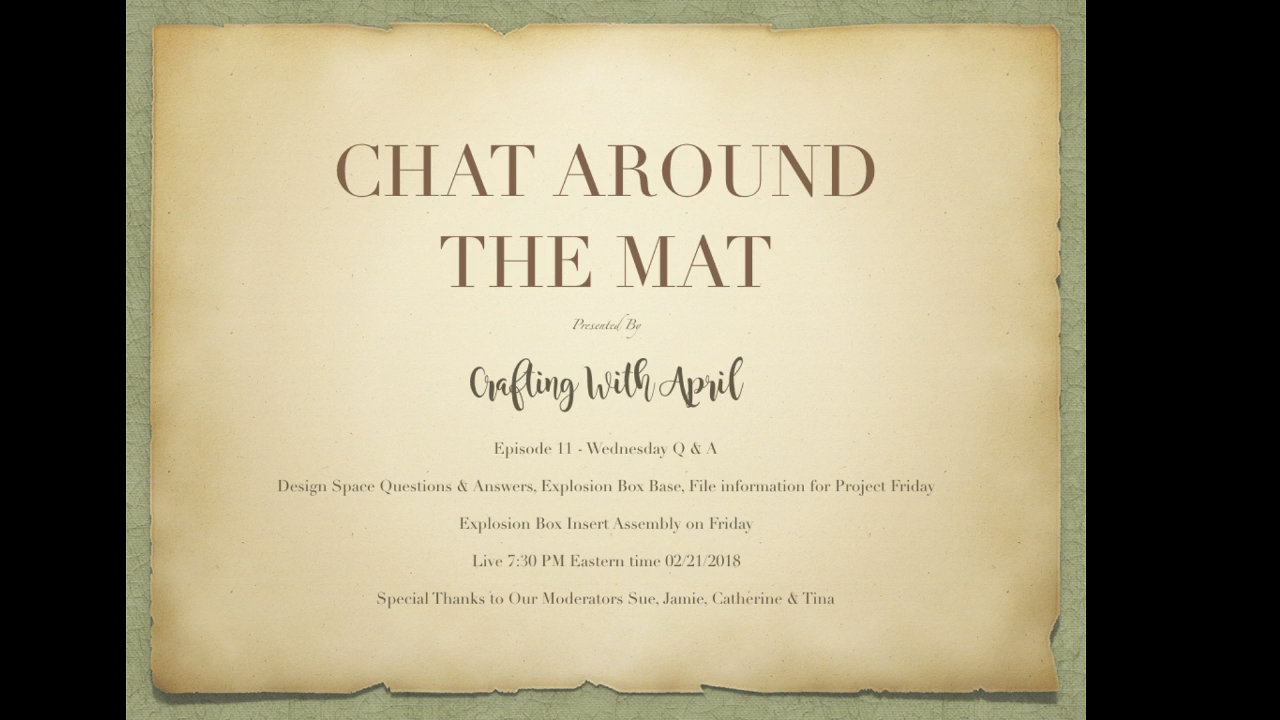 CHAT AROUND
THE MAT
Presented By
Crafting With April
Episode 11 - Wednesday Q & A
Design Space Questions & Answers, Explosion Box Base, File information for Project Friday
Explosion Box Insert Assembly on Friday
Live 7:30 PM Eastern time 02/21/2018
Special Thanks to Our Moderators Sue, Jamie, Catherine & Tina